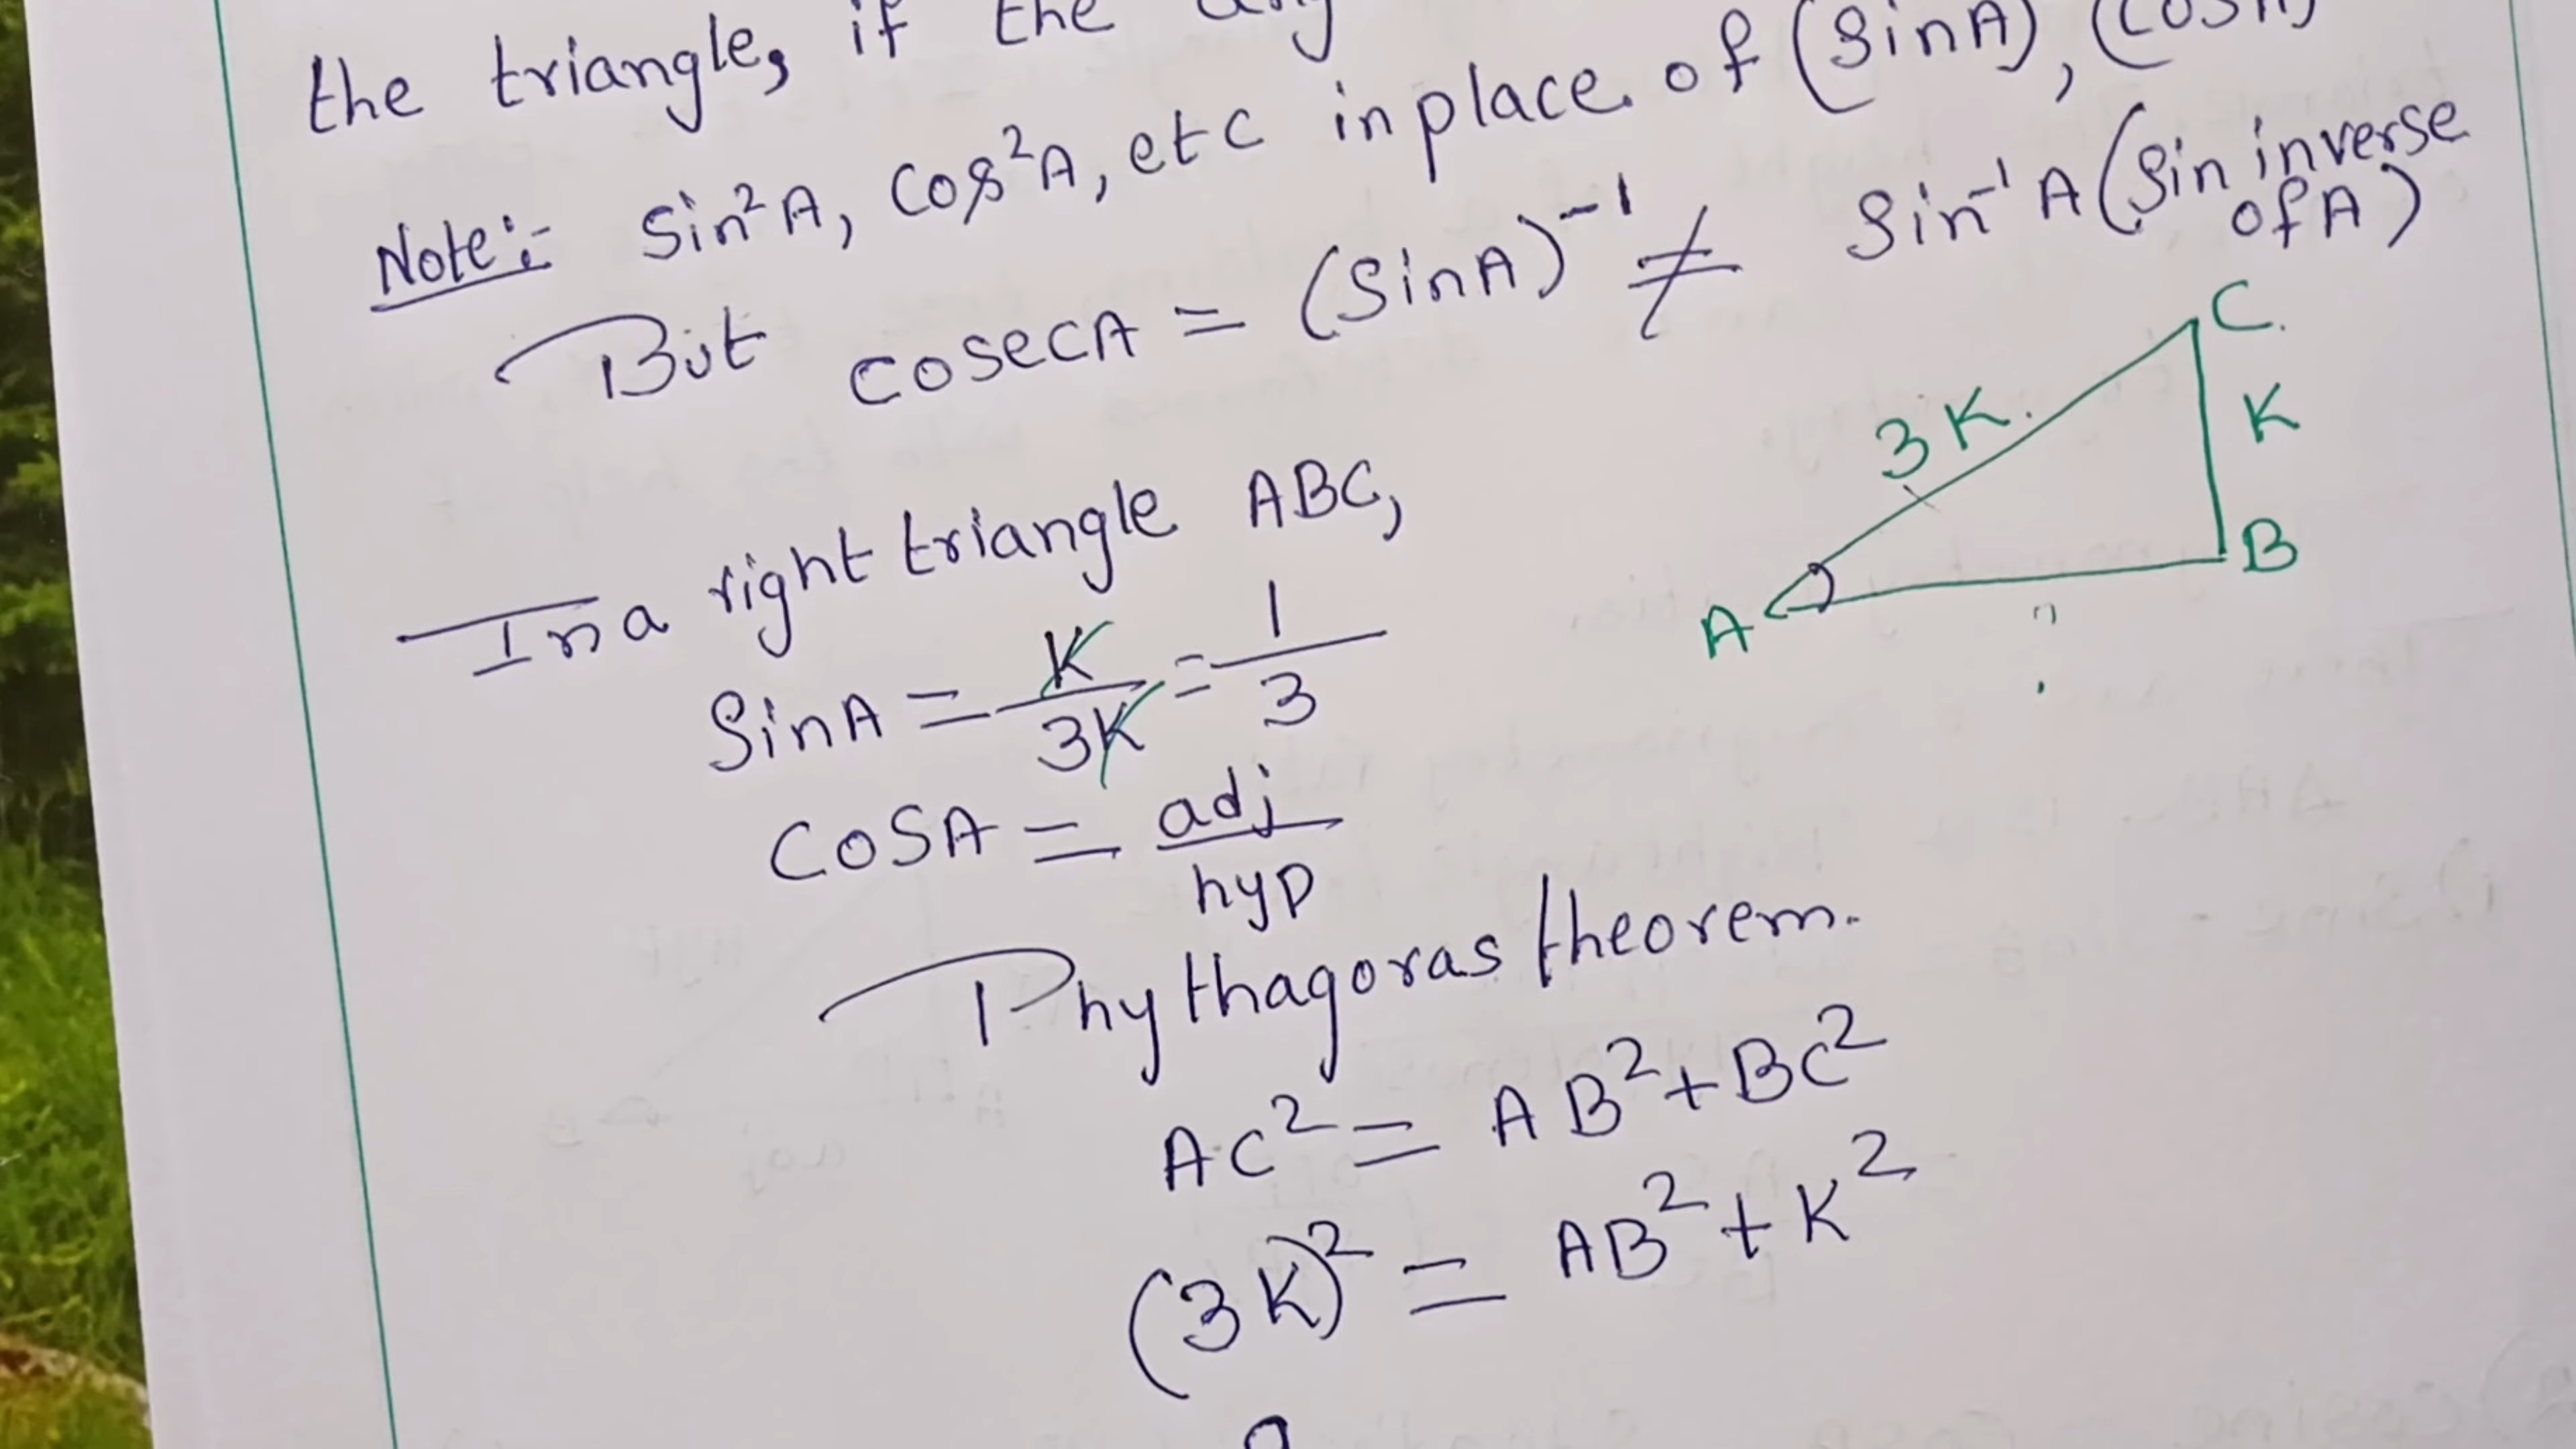 the triangle, if the
Note:- Sin²A, Cos²A, etc in place of (SinA),
But cosecA = (SinA)⁻¹ ≠ Sin⁻¹A (Sin inverse
of A)
C
3K
K
B
A
?
In a right triangle ABC,
SinA = K/3K = 1/3
COSA = adj/hyp
Phythagoras theorem.
AC² = AB² + BC²
(3K)² = AB² + K²